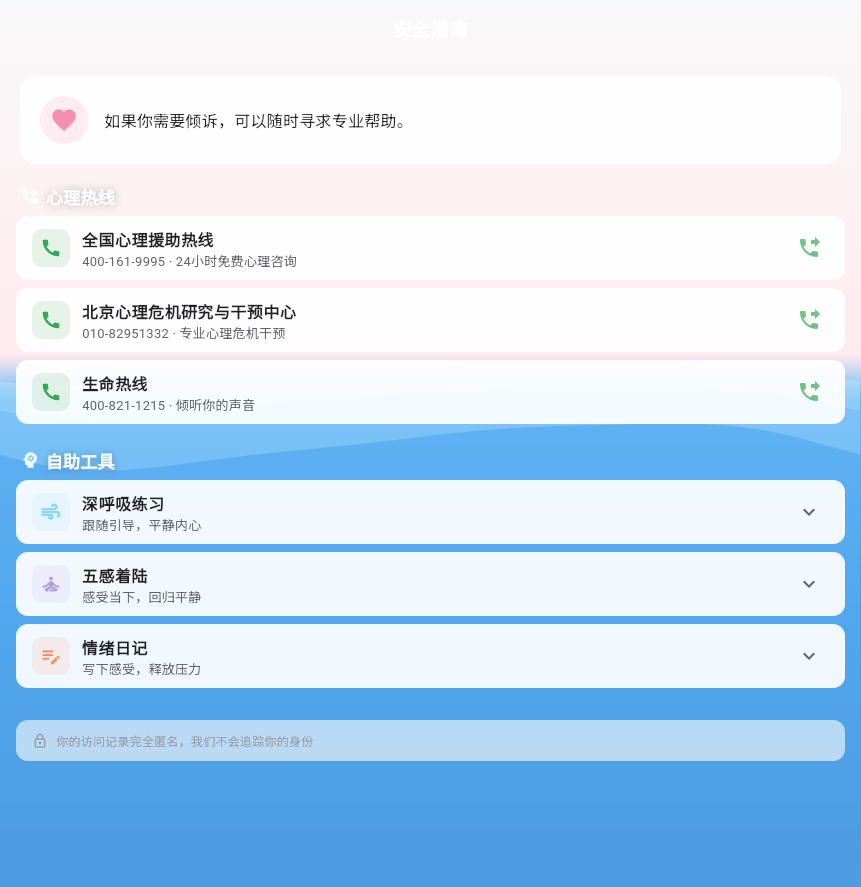 安全港湾
如果你需要倾诉，可以随时寻求专业帮助。
心理热线
全国心理援助热线
400-161-9995 · 24小时免费心理咨询
北京心理危机研究与干预中心
010-82951332 · 专业心理危机干预
生命热线
400-821-1215 · 倾听你的声音
自助工具
深呼吸练习
跟随引导，平静内心
五感着陆
感受当下，回归平静
情绪日记
写下感受，释放压力
你的访问记录完全匿名，我们不会追踪你的身份